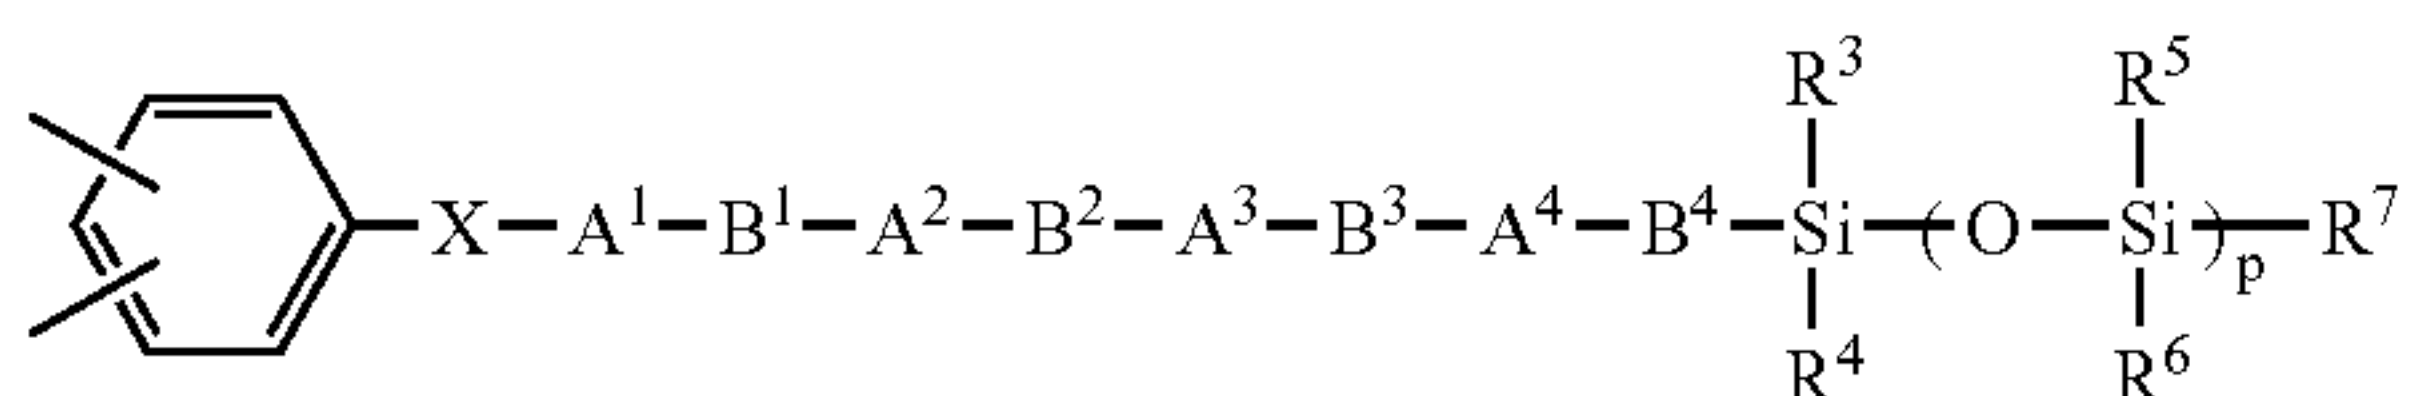 R³ R⁵
X—A¹—B¹—A²—B²—A³—B³—A⁴—B⁴—Si—(O—Si)ₚ—R⁷
R⁴ R⁶